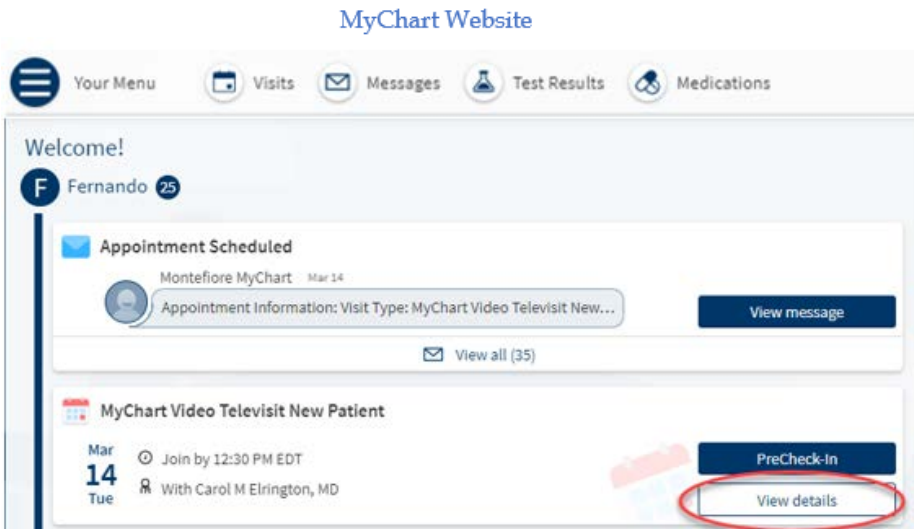 MyChart Website
Your Menu Visits Messages Test Results Medications
Welcome!
F Fernando 25
Appointment Scheduled
Montefiore MyChart Mar 14
Appointment Information: Visit Type: MyChart Video Televisit New...
View message
View all (35)
MyChart Video Televisit New Patient
Mar
14
Tue
Join by 12:30 PM EDT
With Carol M Elrington, MD
PreCheck-In
View details